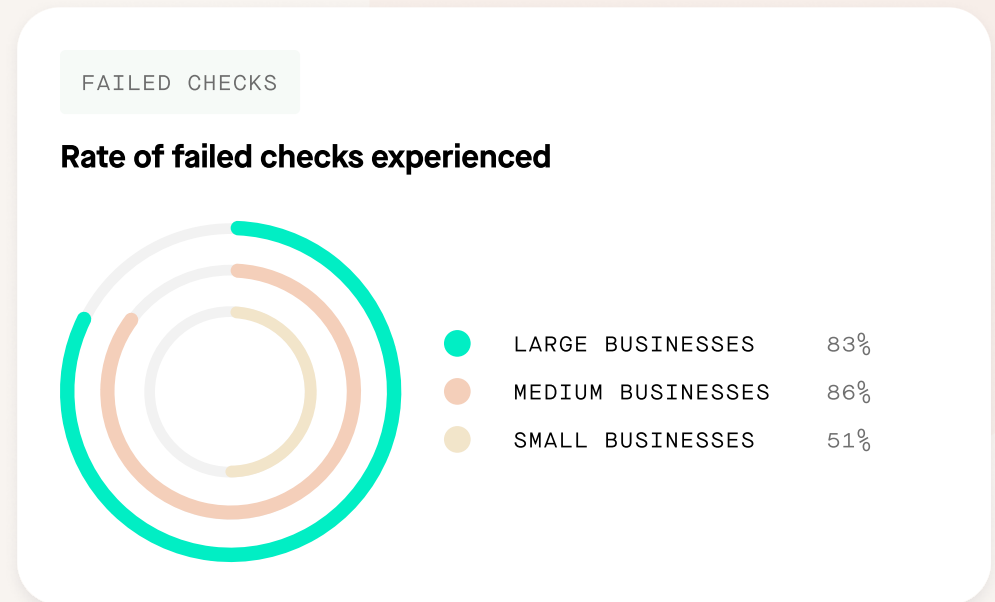 FAILED CHECKS
Rate of failed checks experienced
LARGE BUSINESSES 83%
MEDIUM BUSINESSES 86%
SMALL BUSINESSES 51%